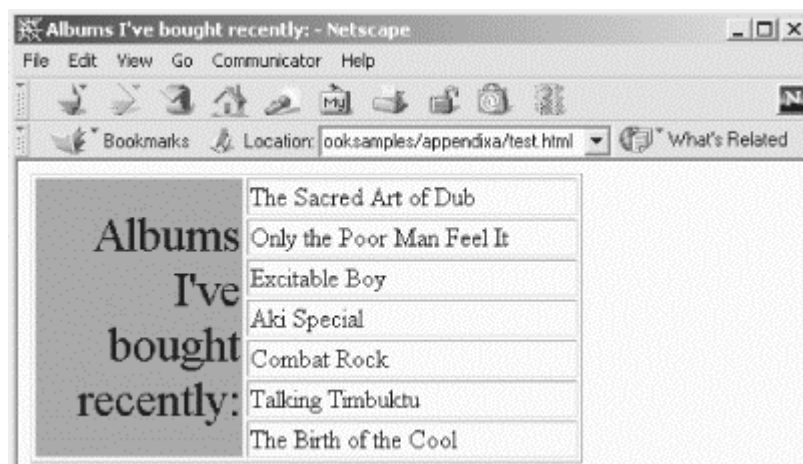 Albums I've bought recently: - Netscape
File Edit View Go Communicator Help
My
N
Bookmarks Location: ooksamples/appendixa/test.html What's Related
Albums
I've
bought
recently:
The Sacred Art of Dub
Only the Poor Man Feel It
Excitable Boy
Aki Special
Combat Rock
Talking Timbuktu
The Birth of the Cool